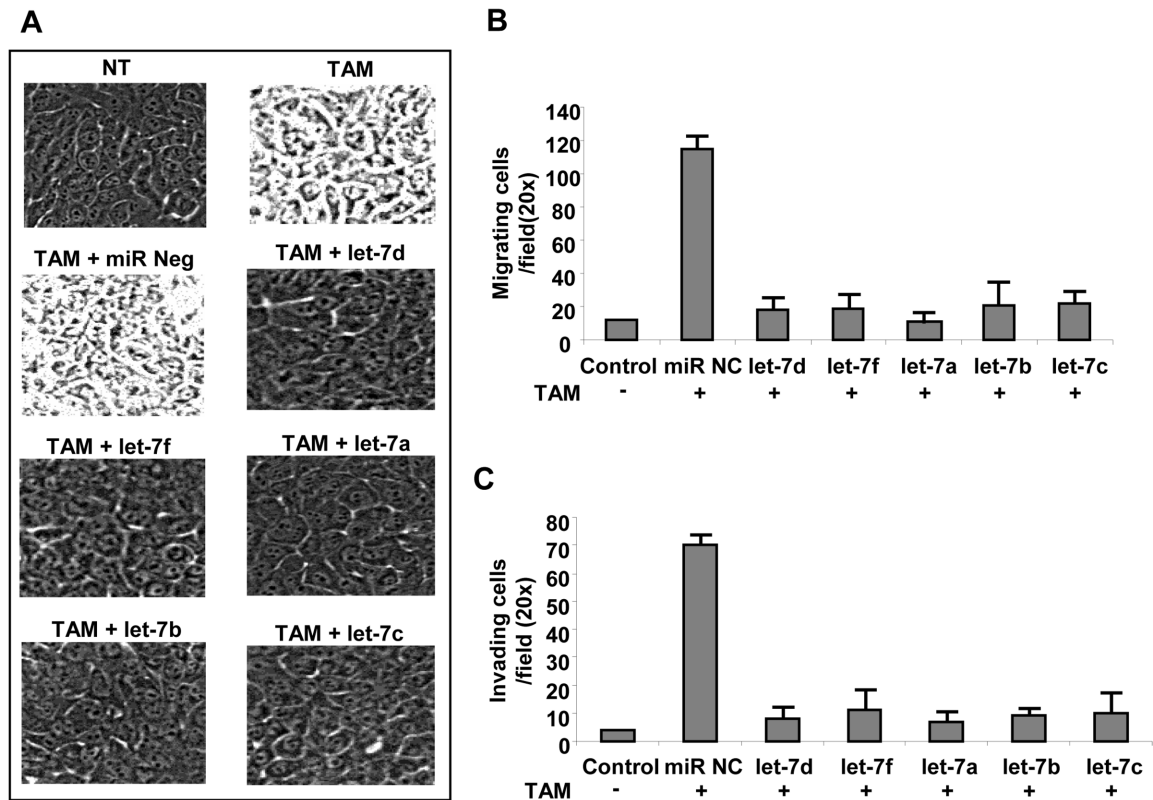 A
NT TAM
TAM + miR Neg TAM + let-7d
TAM + let-7f TAM + let-7a
TAM + let-7b TAM + let-7c
B
Migrating cells
/field(20x)
140
120
100
80
60
40
20
0
Control miR NC let-7d let-7f let-7a let-7b let-7c
TAM - + + + + + +
C
Invading cells
/field (20x)
80
70
60
50
40
30
20
10
0
Control miR NC let-7d let-7f let-7a let-7b let-7c
TAM - + + + + + +